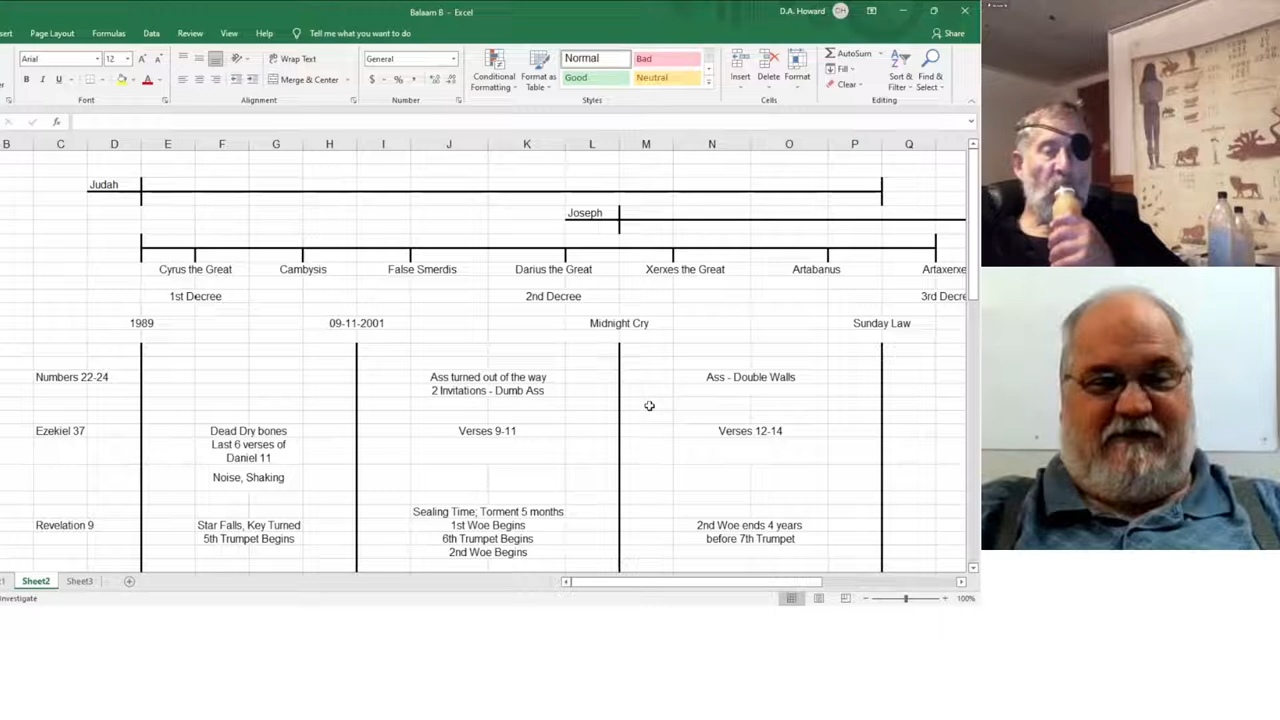 Balaam B - Excel
D.A. Howard
CH
sert
Page Layout
Formulas
Data
Review
View
Help
Tell me what you want to do
Share
Arial
12
A
A
Wrap Text
General
Conditional
Formatting
Format as
Table
Normal
Bad
Good
Neutral
Insert
Delete
Format
AutoSum
Fill
Clear
Sort &
Filter
Find &
Select
B
I
U
A
Merge & Center
$
%
Font
Alignment
Number
Styles
Cells
Editing
fx
B C D E F G H I J K L M N O P Q
Judah
Joseph
Cyrus the Great
Cambysis
False Smerdis
Darius the Great
Xerxes the Great
Artabanus
Artaxerxe
1st Decree
2nd Decree
3rd Decre
1989
09-11-2001
Midnight Cry
Sunday Law
Numbers 22-24
Ass turned out of the way
2 Invitations - Dumb Ass
Ass - Double Walls
Ezekiel 37
Dead Dry bones
Last 6 verses of
Daniel 11
Noise, Shaking
Verses 9-11
Verses 12-14
Revelation 9
Star Falls, Key Turned
5th Trumpet Begins
Sealing Time; Torment 5 months
1st Woe Begins
6th Trumpet Begins
2nd Woe Begins
2nd Woe ends 4 years
before 7th Trumpet
t1
Sheet2
Sheet3
nvestigate
100%